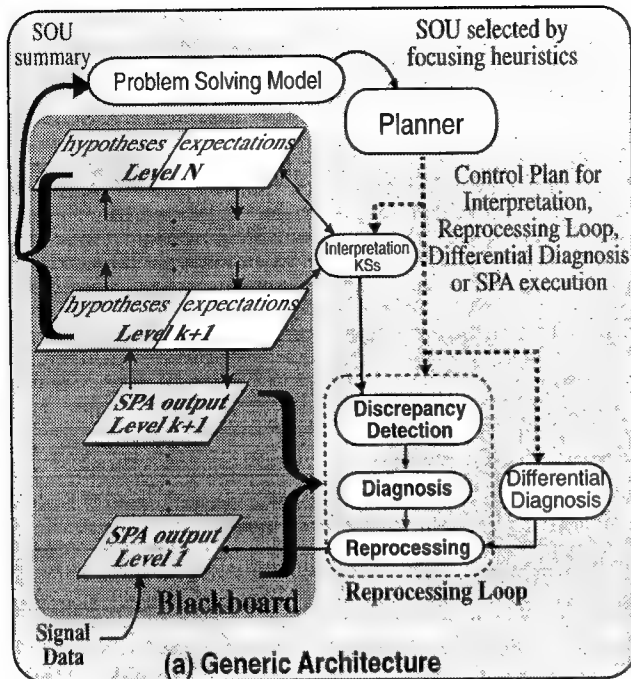 SOU
summary
SOU selected by
focusing heuristics
Problem Solving Model
Planner
hypotheses expectations
Level N
Control Plan for
Interpretation,
Reprocessing Loop,
Differential Diagnosis
or SPA execution
Interpretation
KSs
hypotheses expectations
Level k+1
SPA output
Level k+1
Discrepancy
Detection
Diagnosis
Differential
Diagnosis
SPA output
Level 1
Reprocessing
Blackboard
Reprocessing Loop
Signal
Data
(a) Generic Architecture